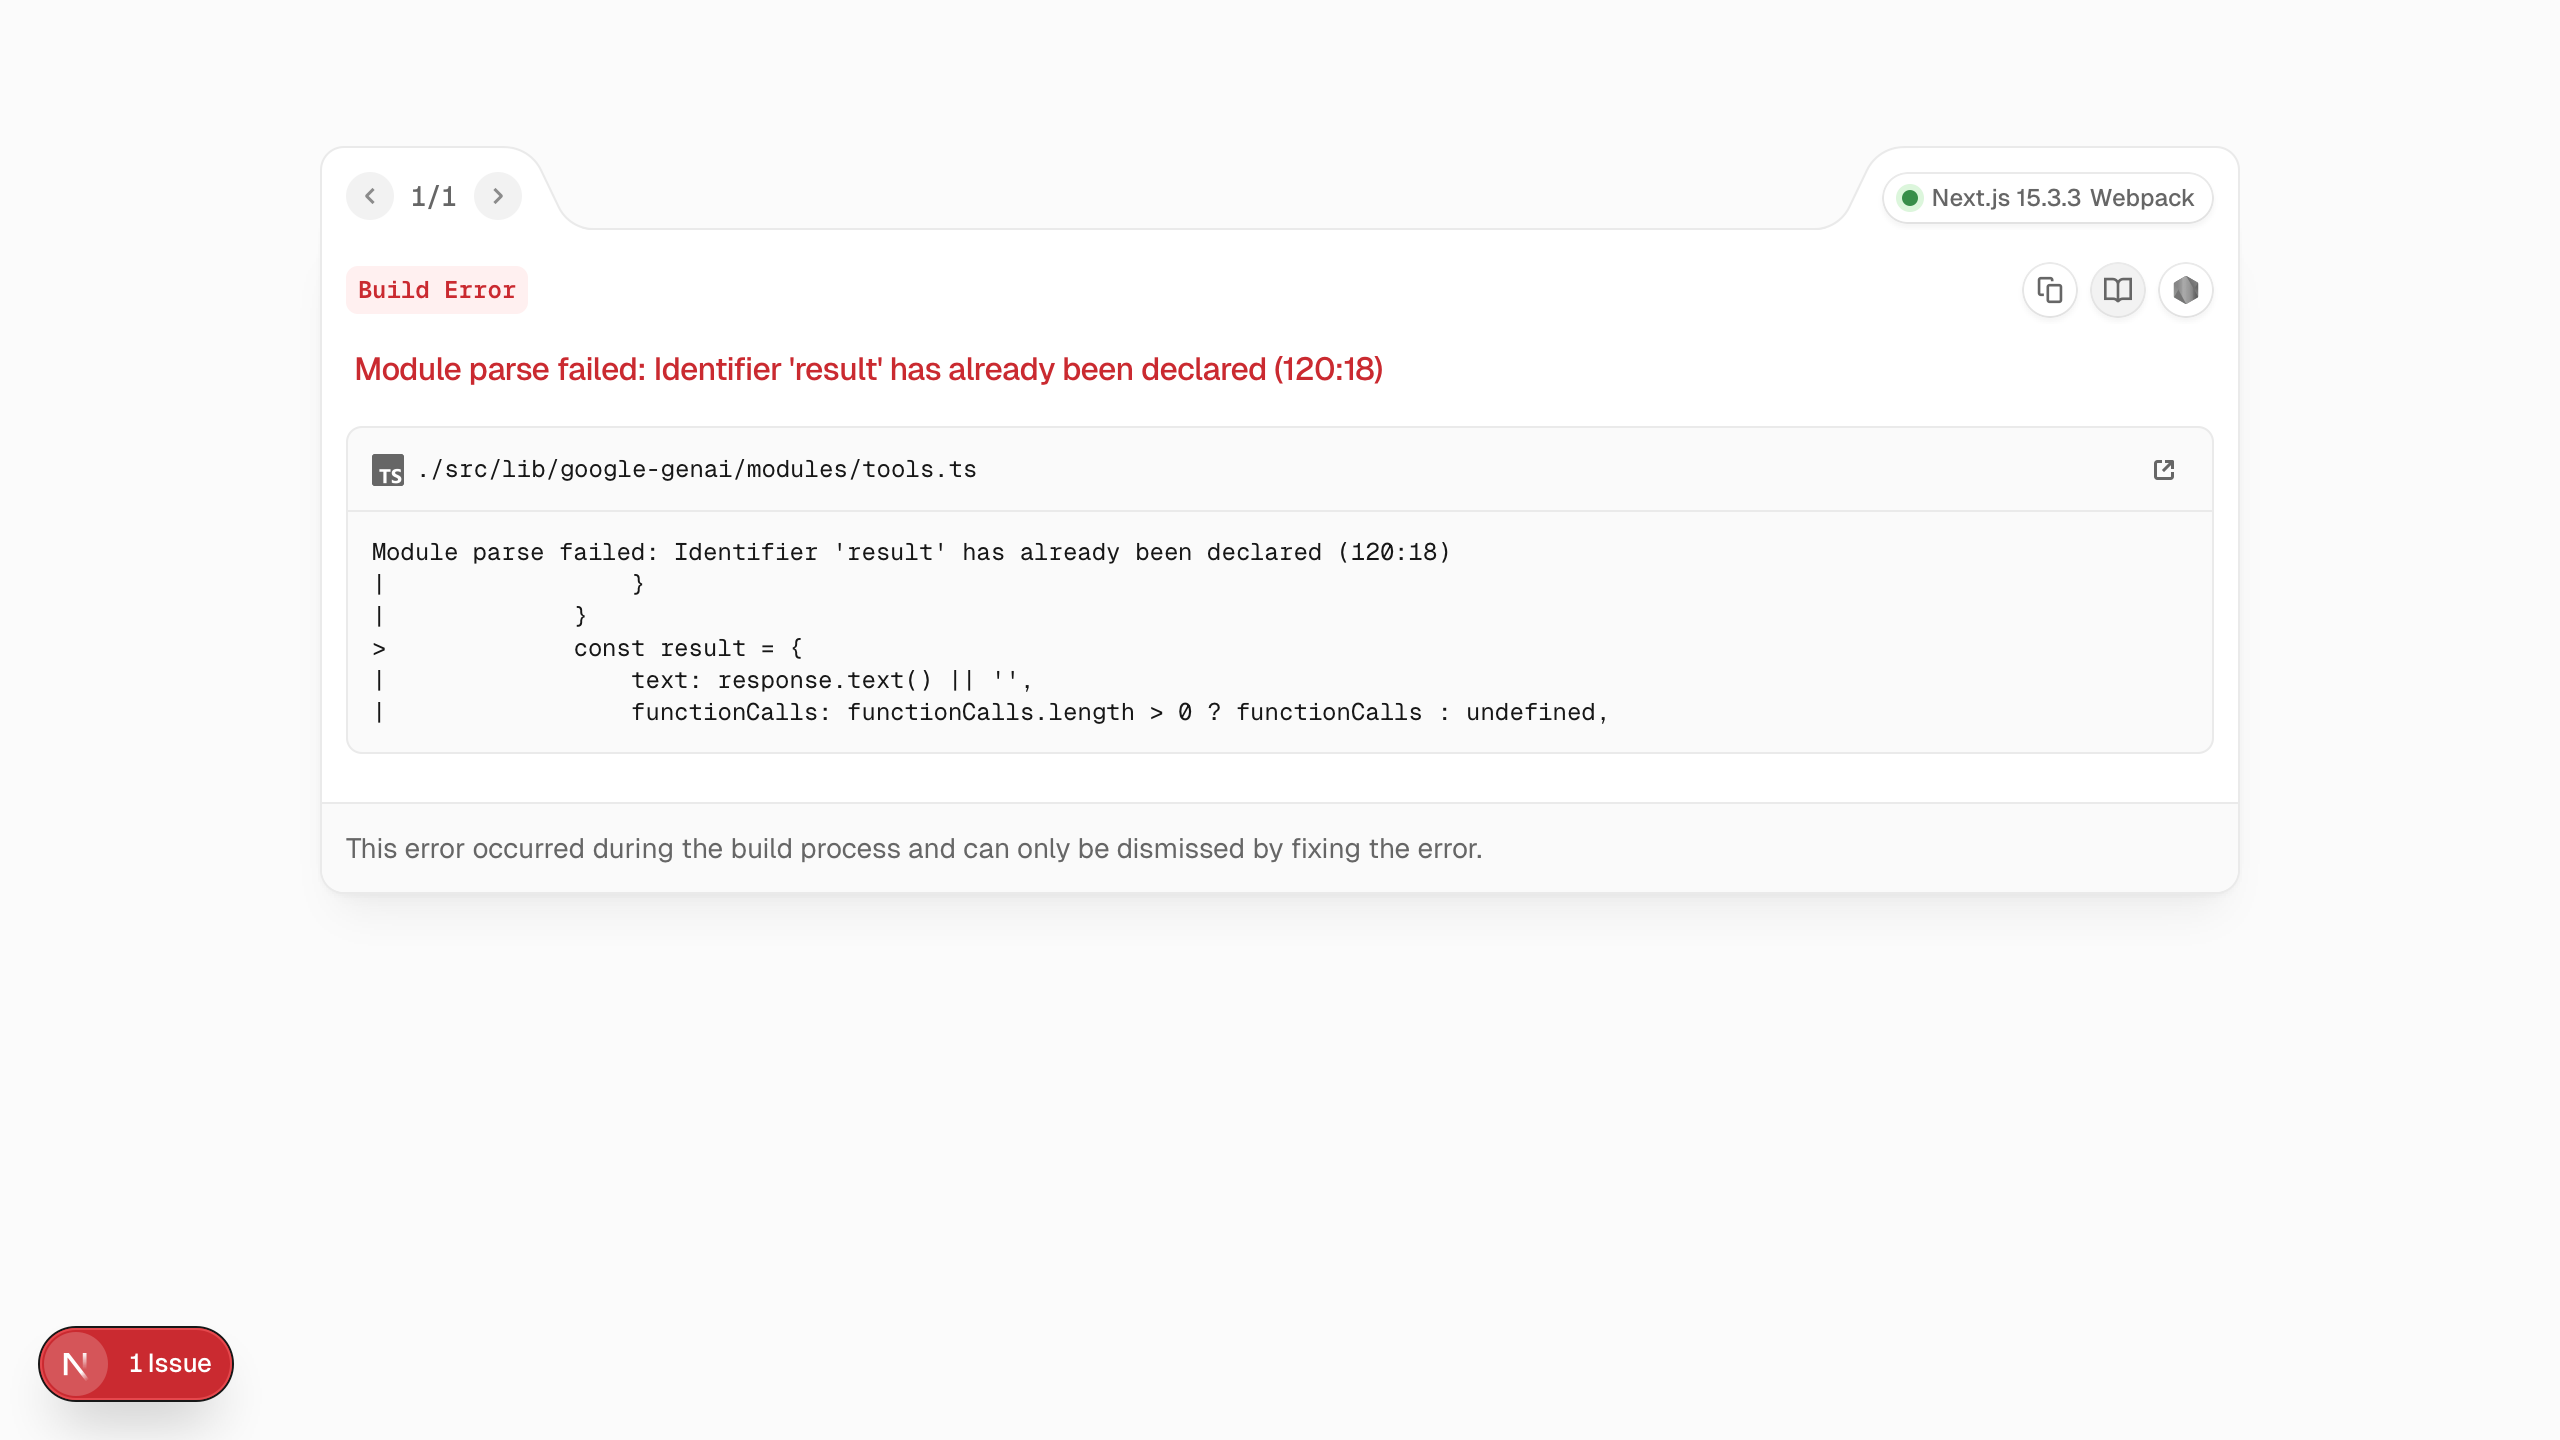 1/1
Next.js 15.3.3 Webpack
Build Error
Module parse failed: Identifier 'result' has already been declared (120:18)
TS ./src/lib/google-genai/modules/tools.ts
Module parse failed: Identifier 'result' has already been declared (120:18)
|                 }
|             }
>             const result = {
|                 text: response.text() || '',
|                 functionCalls: functionCalls.length > 0 ? functionCalls : undefined,
This error occurred during the build process and can only be dismissed by fixing the error.
N 1 Issue